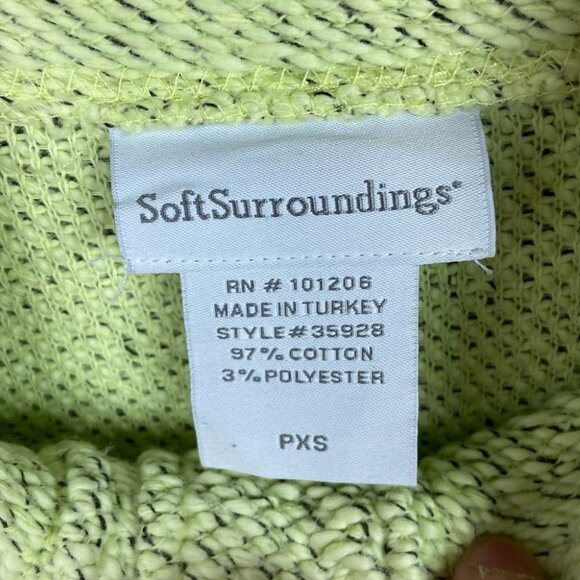 SoftSurroundings®
RN # 101206
MADE IN TURKEY
STYLE#35928
97% COTTON
3% POLYESTER
PXS